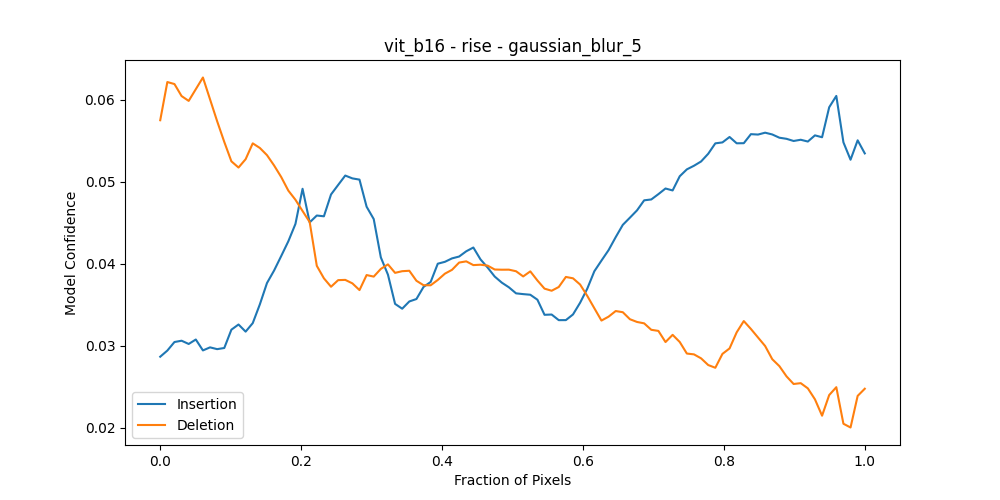 vit_b16 - rise - gaussian_blur_5
Model Confidence
0.06
0.05
0.04
0.03
0.02
Insertion
Deletion
0.0 0.2 0.4 0.6 0.8 1.0
Fraction of Pixels